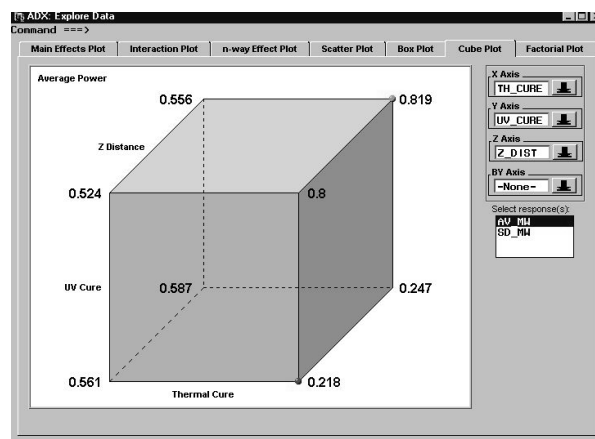 ADX: Explore Data
Command ===>
Main Effects Plot Interaction Plot n-way Effect Plot Scatter Plot Box Plot Cube Plot Factorial Plot
Average Power
0.556
0.819
Z Distance
0.524
0.8
UV Cure
0.587
0.247
0.561
0.218
Thermal Cure
X Axis
TH_CURE
Y Axis
UV_CURE
Z Axis
Z_DIST
BY Axis
-None-
Select response(s):
AV_MW
SD_MW